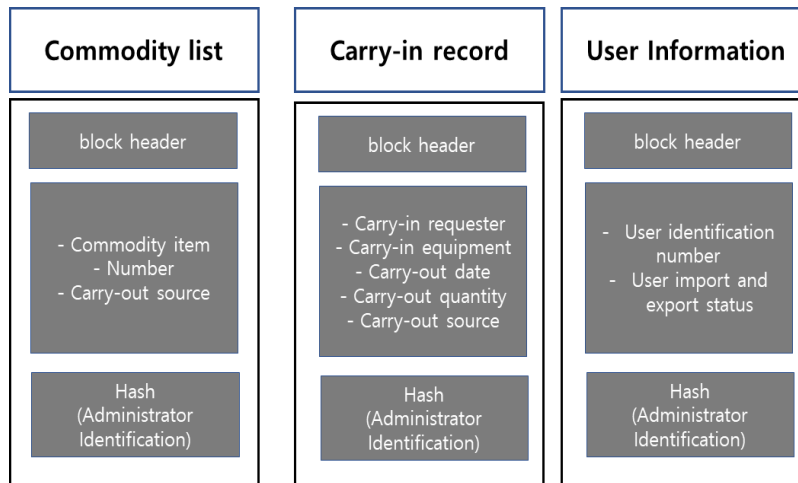 Commodity list
block header
- Commodity item
- Number
- Carry-out source
Hash
(Administrator
Identification)
Carry-in record
block header
- Carry-in requester
- Carry-in equipment
- Carry-out date
- Carry-out quantity
- Carry-out source
Hash
(Administrator
Identification)
User Information
block header
- User identification
number
- User import and
export status
Hash
(Administrator
Identification)